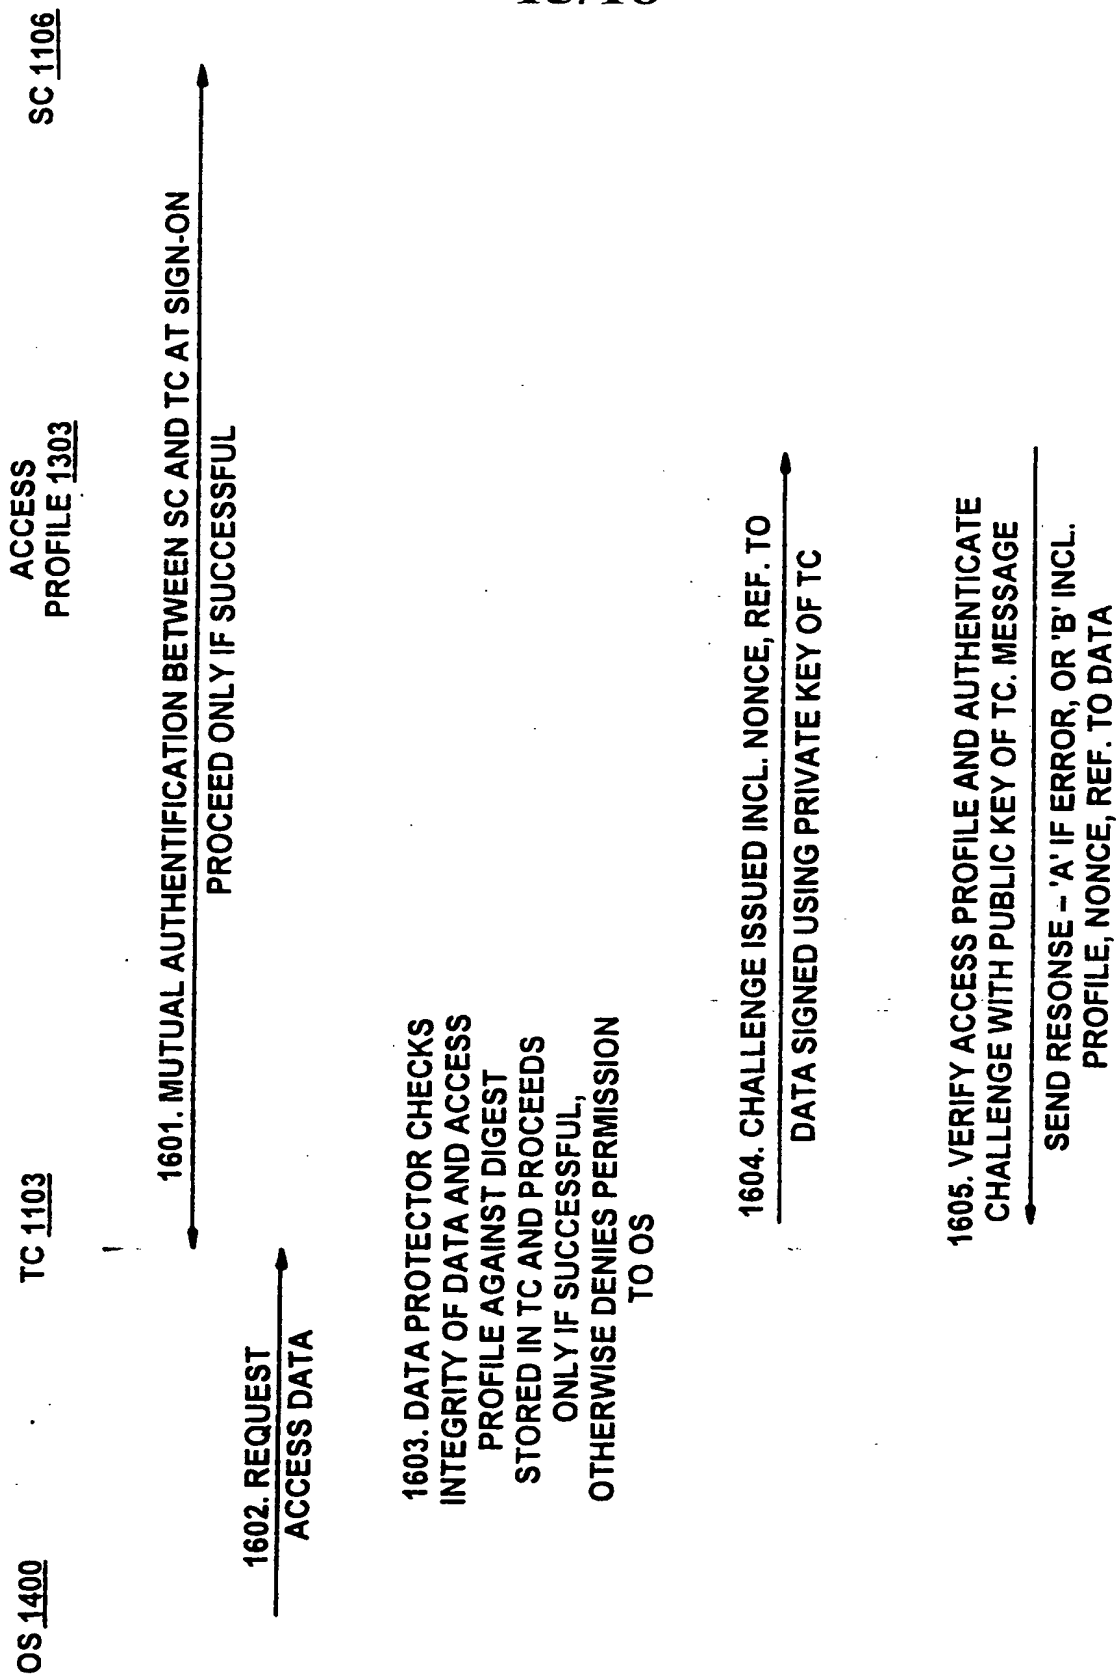 OS 1400
TC 1103
ACCESS
PROFILE 1303
SC 1106
1601. MUTUAL AUTHENTIFICATION BETWEEN SC AND TC AT SIGN-ON
PROCEED ONLY IF SUCCESSFUL
1602. REQUEST
ACCESS DATA
1603. DATA PROTECTOR CHECKS
INTEGRITY OF DATA AND ACCESS
PROFILE AGAINST DIGEST
STORED IN TC AND PROCEEDS
ONLY IF SUCCESSFUL,
OTHERWISE DENIES PERMISSION
TO OS
1604. CHALLENGE ISSUED INCL. NONCE, REF. TO
DATA SIGNED USING PRIVATE KEY OF TC
1605. VERIFY ACCESS PROFILE AND AUTHENTICATE
CHALLENGE WITH PUBLIC KEY OF TC. MESSAGE
SEND RESONSE – 'A' IF ERROR, OR 'B' INCL.
PROFILE, NONCE, REF. TO DATA